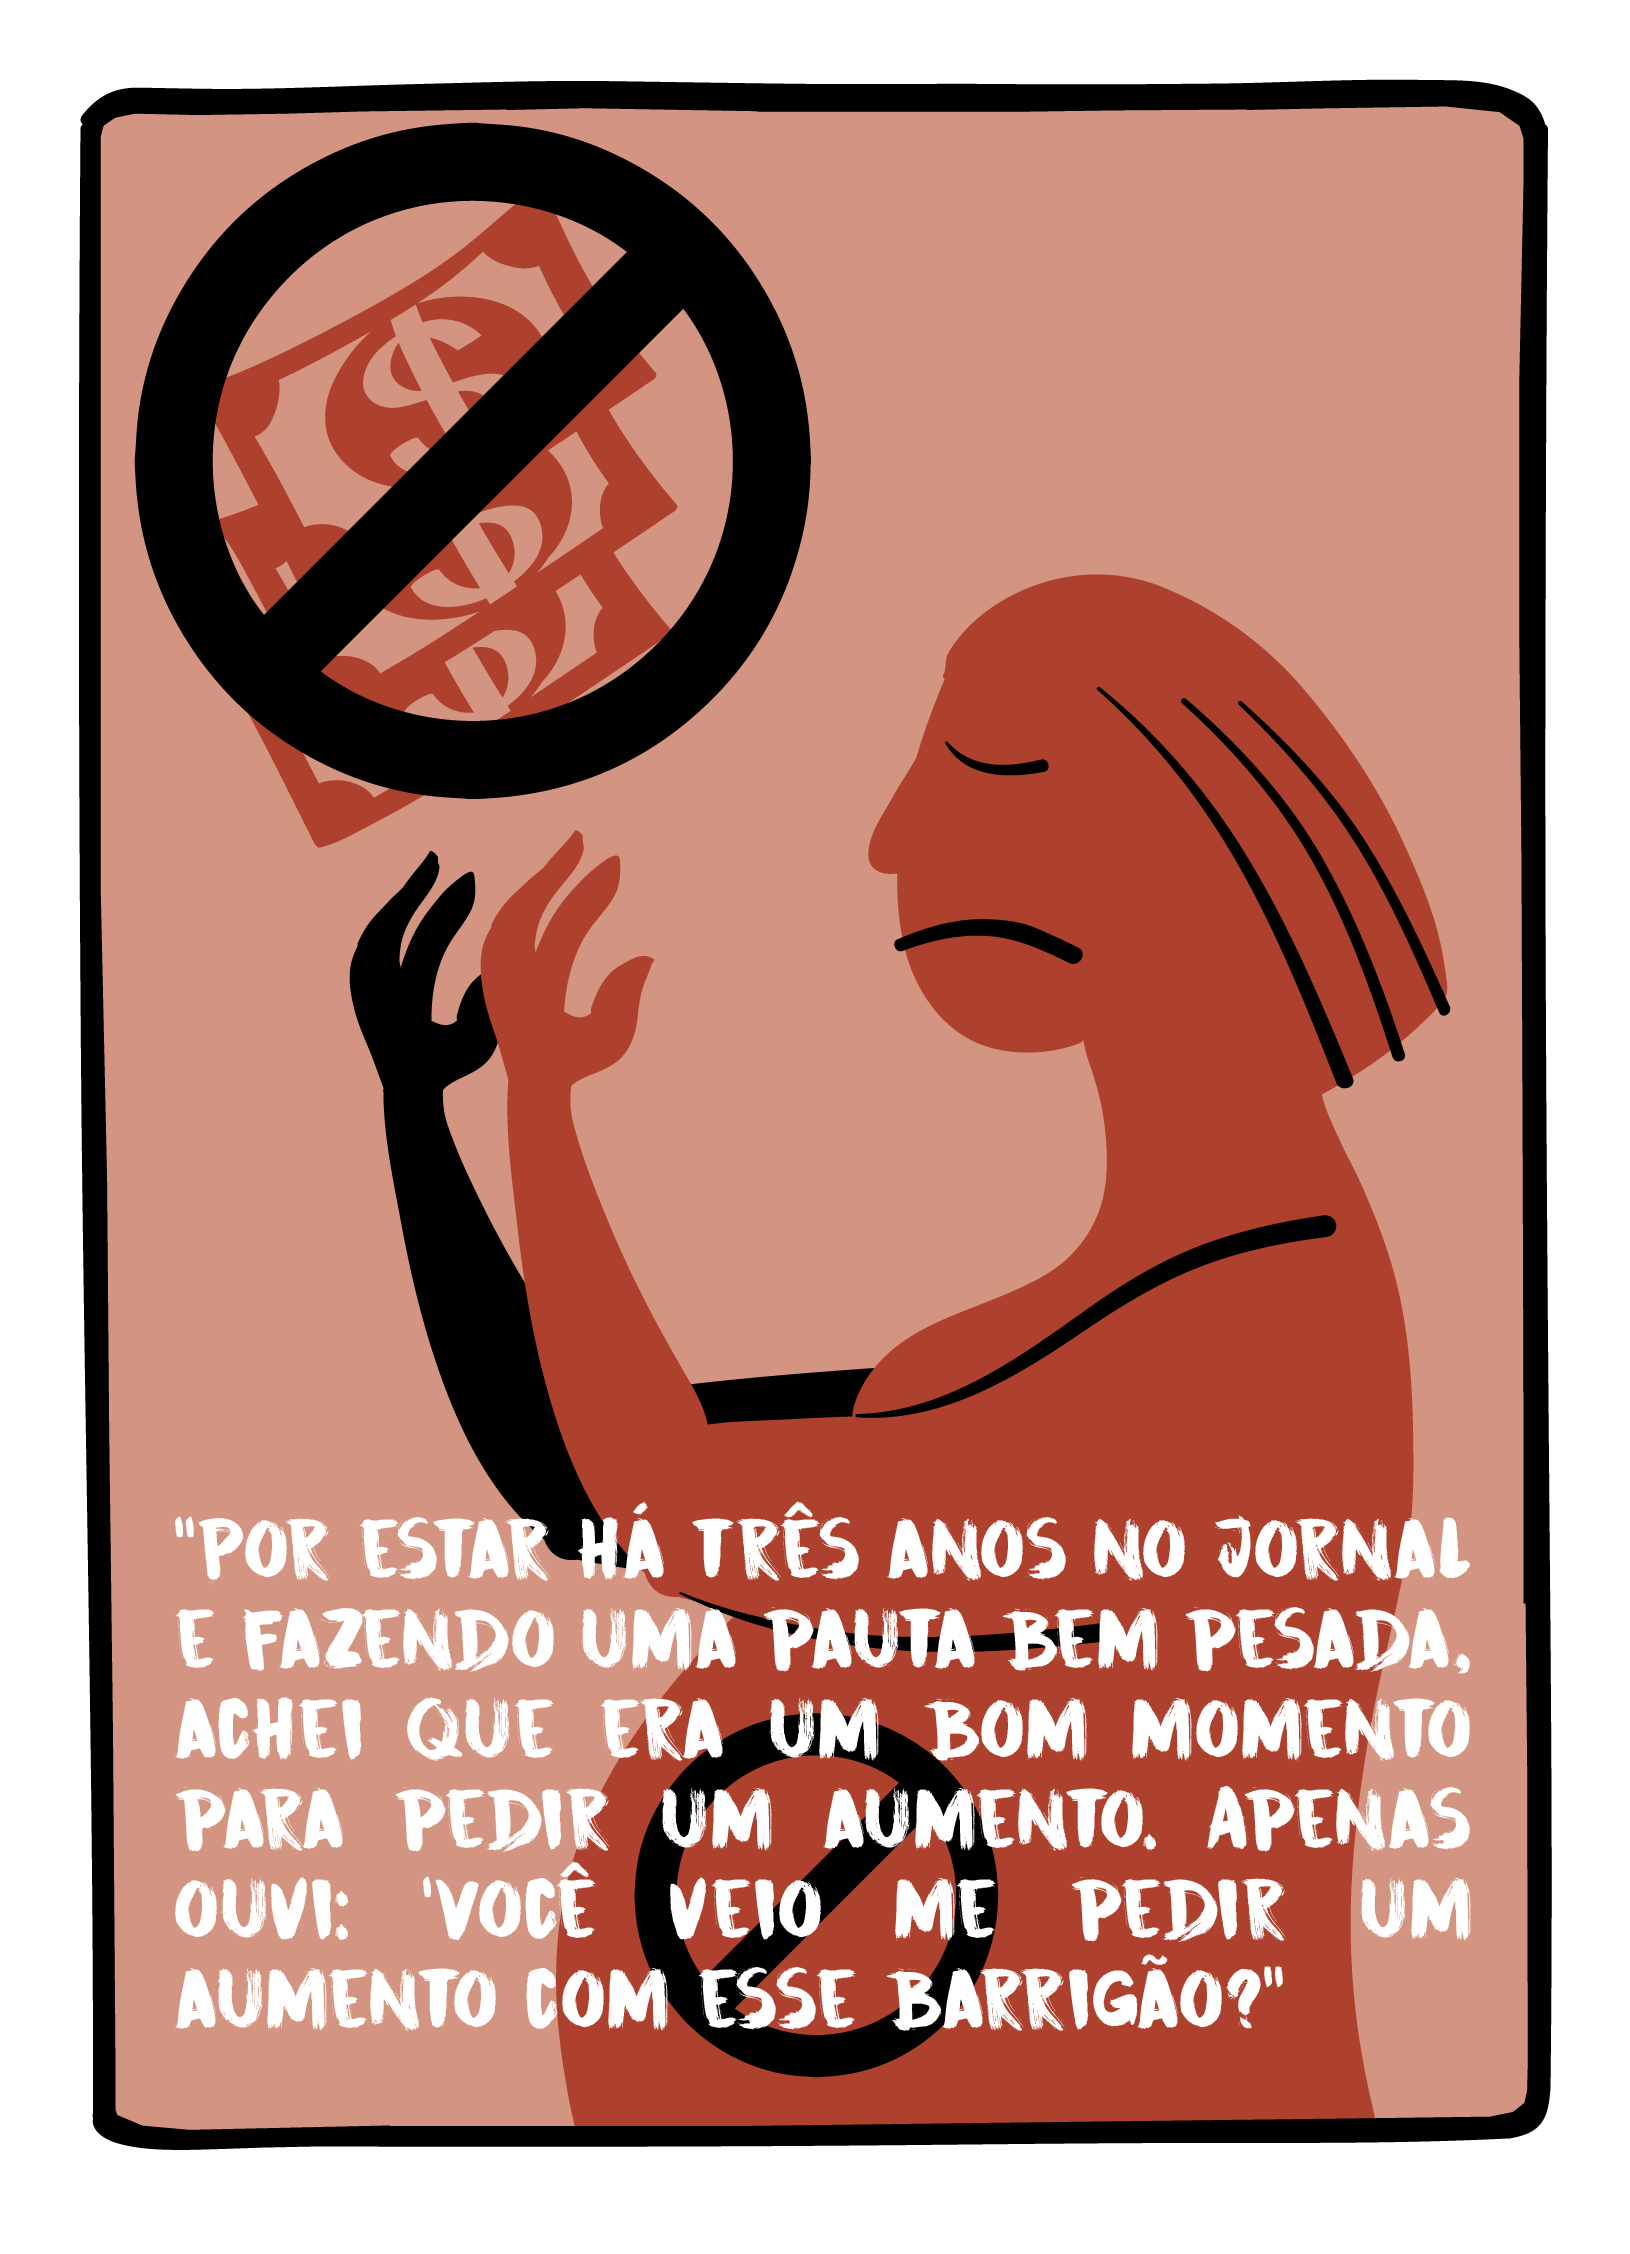 "POR ESTAR HÁ TRÊS ANOS NO JORNAL
E FAZENDO UMA PAUTA BEM PESADA,
ACHEI QUE ERA UM BOM MOMENTO
PARA PEDIR UM AUMENTO. APENAS
OUVI: 'VOCÊ VEIO ME PEDIR UM
AUMENTO COM ESSE BARRIGÃO?"